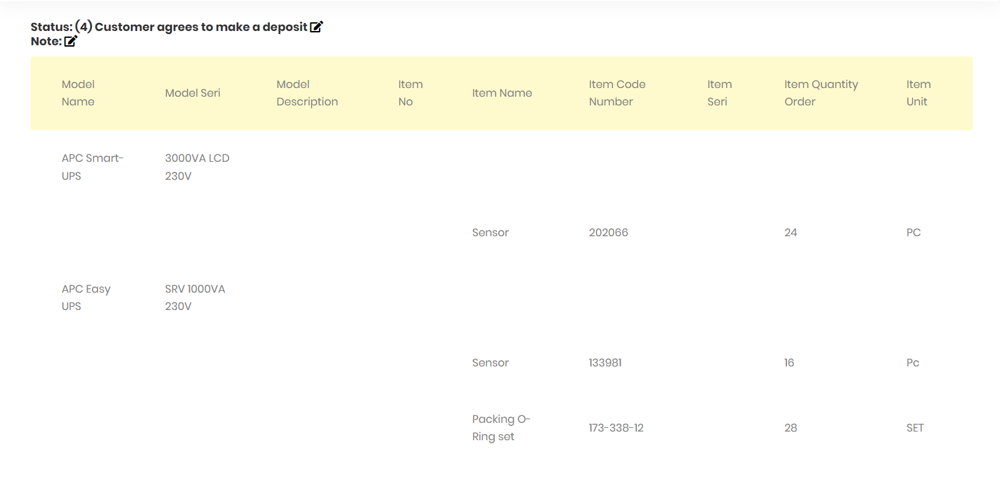 Status: (4) Customer agrees to make a deposit
Note:
Model Name Model Seri Model Description Item No Item Name Item Code Number Item Seri Item Quantity Order Item Unit
APC Smart-UPS 3000VA LCD 230V
Sensor 202066 24 PC
APC Easy UPS SRV 1000VA 230V
Sensor 133981 16 Pc
Packing O-Ring set 173-338-12 28 SET